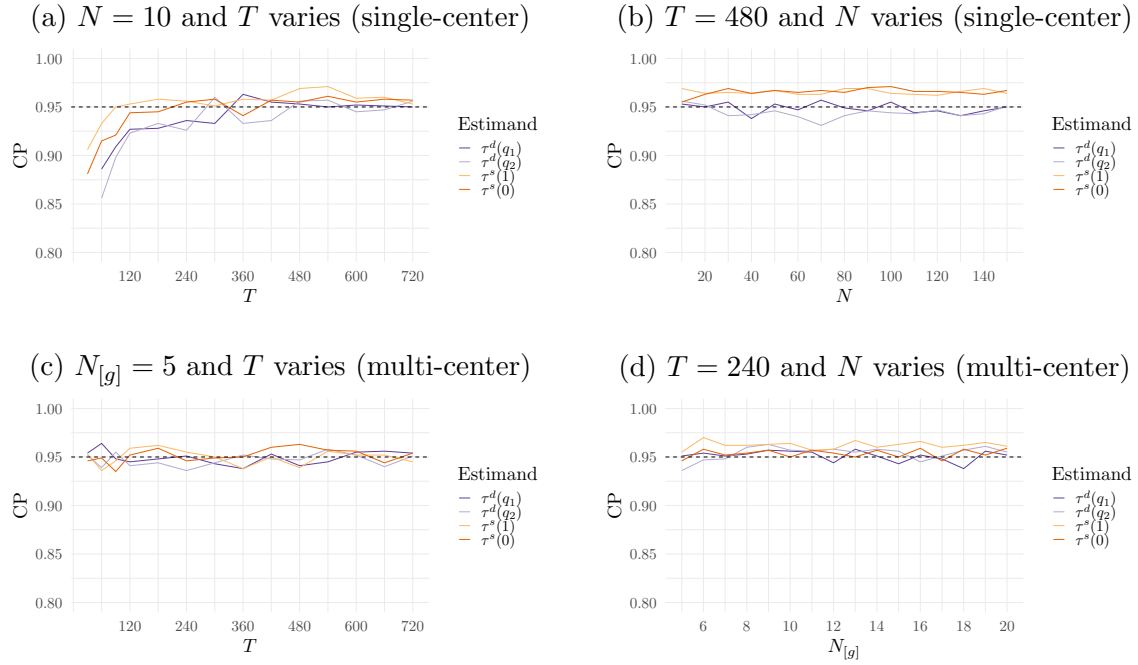 (a) N = 10 and T varies (single-center)
1.00
0.95
0.90
0.85
0.80
CP
120 240 360 480 600 720
T
Estimand
τ^d(q_1)
τ^d(q_2)
τ^s(1)
τ^s(0)
(b) T = 480 and N varies (single-center)
1.00
0.95
0.90
0.85
0.80
CP
20 40 60 80 100 120 140
N
Estimand
τ^d(q_1)
τ^d(q_2)
τ^s(1)
τ^s(0)
(c) N_[g] = 5 and T varies (multi-center)
1.00
0.95
0.90
0.85
0.80
CP
120 240 360 480 600 720
T
Estimand
τ^d(q_1)
τ^d(q_2)
τ^s(1)
τ^s(0)
(d) T = 240 and N varies (multi-center)
1.00
0.95
0.90
0.85
0.80
CP
6 8 10 12 14 16 18 20
N_[g]
Estimand
τ^d(q_1)
τ^d(q_2)
τ^s(1)
τ^s(0)